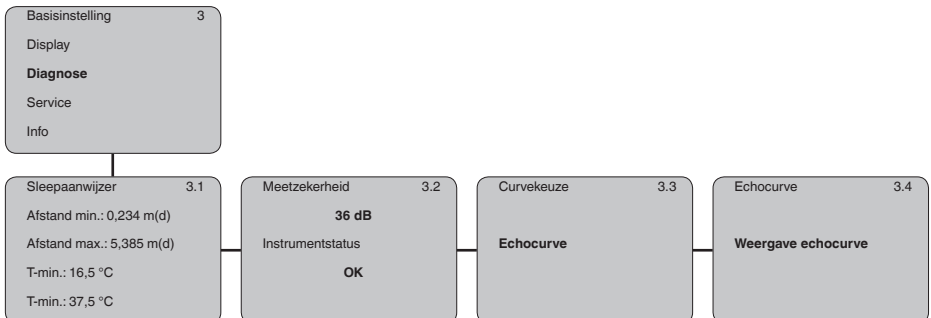 Basisinstelling 3
Display
Diagnose
Service
Info
Sleepaanwijzer 3.1
Afstand min.: 0,234 m(d)
Afstand max.: 5,385 m(d)
T-min.: 16,5 °C
T-min.: 37,5 °C
Meetzekerheid 3.2
36 dB
Instrumentstatus
OK
Curvekeuze 3.3
Echocurve
Echocurve 3.4
Weergave echocurve